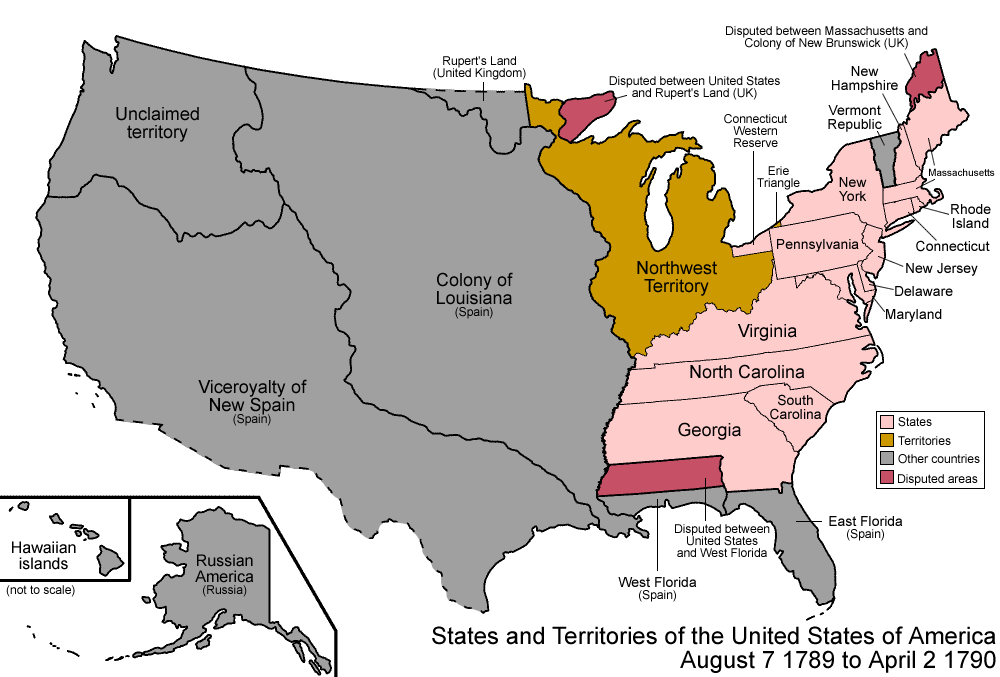 Disputed between Massachusetts and
Colony of New Brunswick (UK)
Rupert's Land
(United Kingdom)
Disputed between United States
and Rupert's Land (UK)
New
Hampshire
Vermont
Republic
Unclaimed
territory
Connecticut
Western
Reserve
Erie
Triangle
Massachusetts
New
York
Rhode
Island
Connecticut
Pennsylvania
New Jersey
Northwest
Territory
Colony of
Louisiana
(Spain)
Delaware
Maryland
Virginia
North Carolina
Viceroyalty of
New Spain
(Spain)
South
Carolina
Georgia
States
Territories
Other countries
Disputed areas
Disputed between
United States
and West Florida
East Florida
(Spain)
West Florida
(Spain)
Hawaiian
islands
(not to scale)
Russian
America
(Russia)
States and Territories of the United States of America
August 7 1789 to April 2 1790